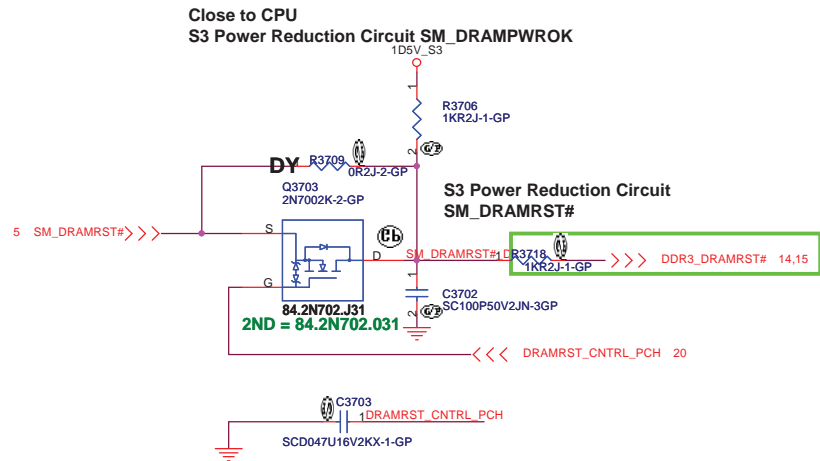 Close to CPU
S3 Power Reduction Circuit SM_DRAMPWROK
1D5V_S3
1
R3706
1KR2J-1-GP
2
DY
R3709
0R2J-2-GP
Q3703
2N7002K-2-GP
S3 Power Reduction Circuit
SM_DRAMRST#
5 SM_DRAMRST#
S
D
SM_DRAMRST#_D
1
R3718
1KR2J-1-GP
DDR3_DRAMRST# 14,15
G
1
C3702
SC100P50V2JN-3GP
2
84.2N702.J31
2ND = 84.2N702.031
DRAMRST_CNTRL_PCH 20
C3703
1
DRAMRST_CNTRL_PCH
SCD047U16V2KX-1-GP